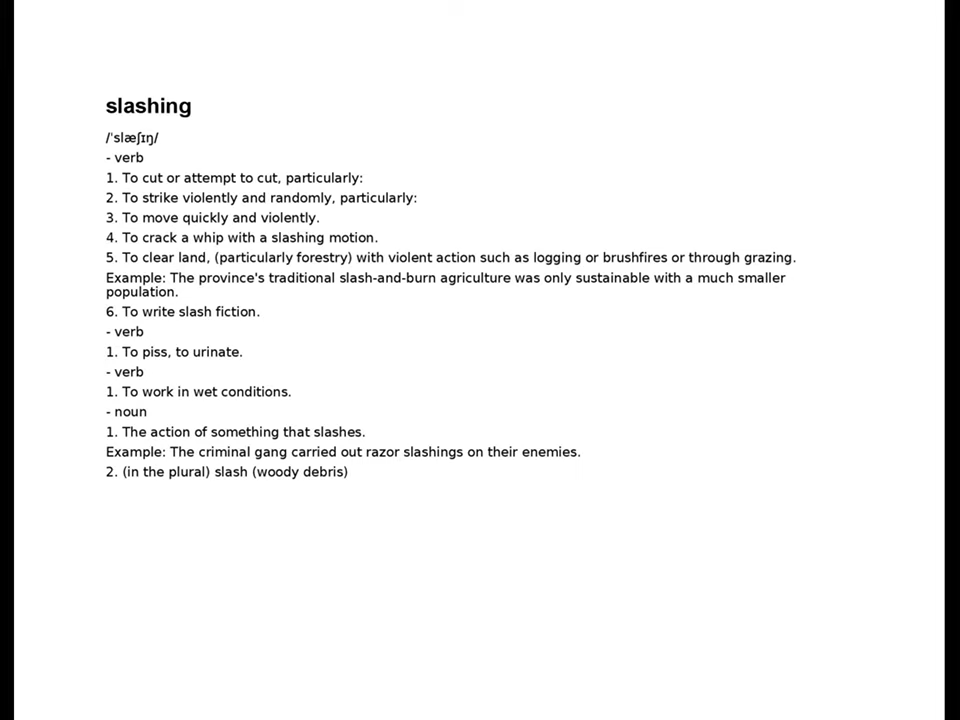 slashing
/ˈslæʃɪŋ/
- verb
1. To cut or attempt to cut, particularly:
2. To strike violently and randomly, particularly:
3. To move quickly and violently.
4. To crack a whip with a slashing motion.
5. To clear land, (particularly forestry) with violent action such as logging or brushfires or through grazing.
Example: The province's traditional slash-and-burn agriculture was only sustainable with a much smaller
population.
6. To write slash fiction.
- verb
1. To piss, to urinate.
- verb
1. To work in wet conditions.
- noun
1. The action of something that slashes.
Example: The criminal gang carried out razor slashings on their enemies.
2. (in the plural) slash (woody debris)